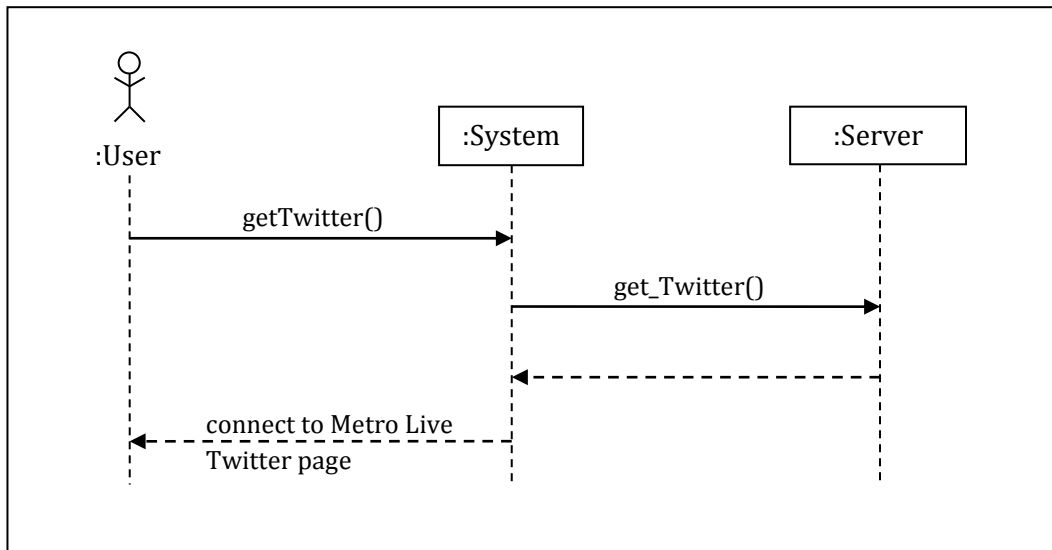 :User
:System
:Server
getTwitter()
get_Twitter()
connect to Metro Live
Twitter page